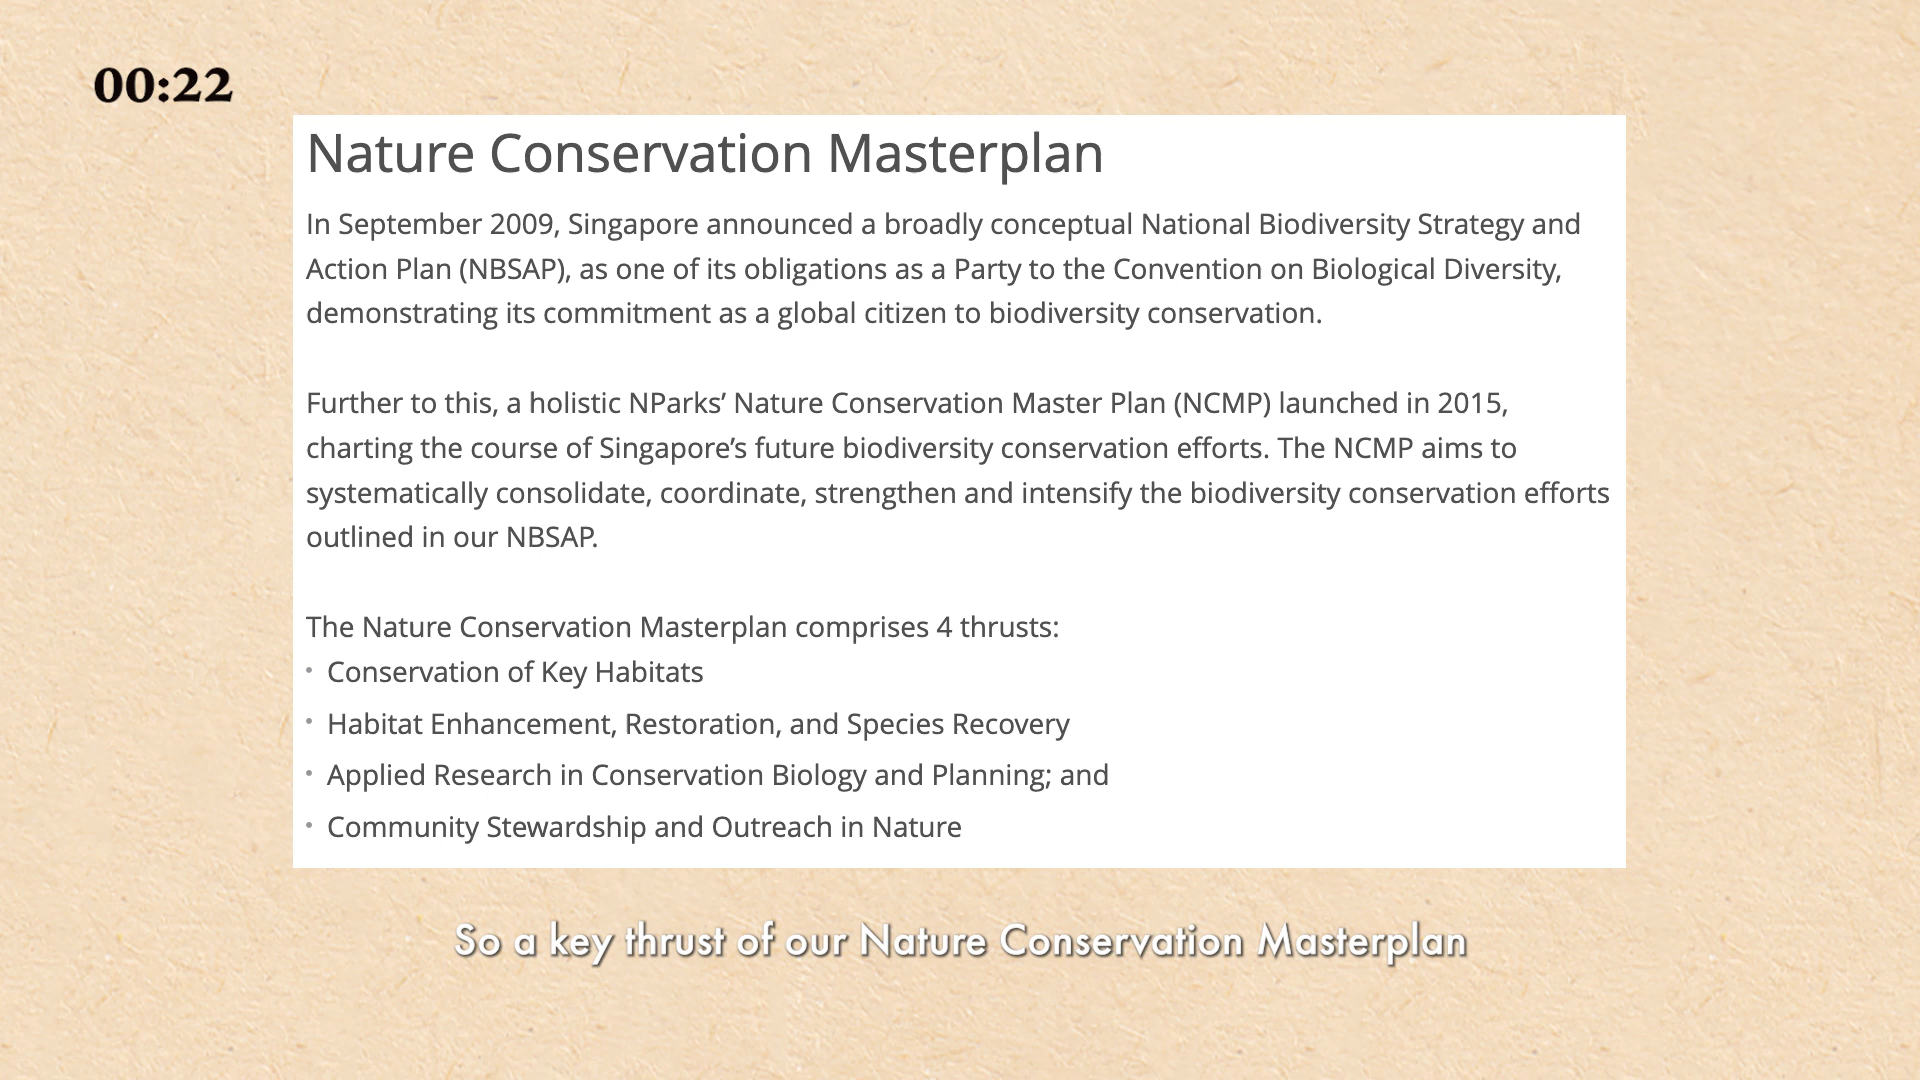 00:22
Nature Conservation Masterplan
In September 2009, Singapore announced a broadly conceptual National Biodiversity Strategy and
Action Plan (NBSAP), as one of its obligations as a Party to the Convention on Biological Diversity,
demonstrating its commitment as a global citizen to biodiversity conservation.
Further to this, a holistic NParks’ Nature Conservation Master Plan (NCMP) launched in 2015,
charting the course of Singapore’s future biodiversity conservation efforts. The NCMP aims to
systematically consolidate, coordinate, strengthen and intensify the biodiversity conservation efforts
outlined in our NBSAP.
The Nature Conservation Masterplan comprises 4 thrusts:
• Conservation of Key Habitats
• Habitat Enhancement, Restoration, and Species Recovery
• Applied Research in Conservation Biology and Planning; and
• Community Stewardship and Outreach in Nature
So a key thrust of our Nature Conservation Masterplan